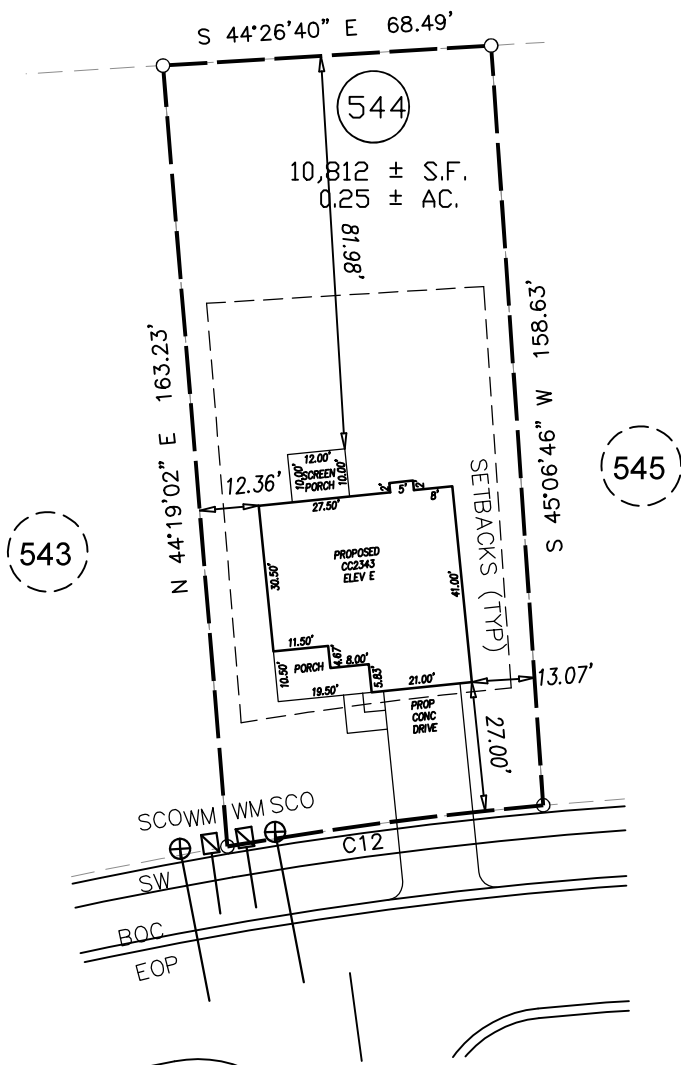 S 44°26'40" E 68.49'
544
10,812 ± S.F.
0.25 ± AC.
81.98'
N 44°19'02" E 163.23'
S 45°06'46" W 158.63'
12.00'
10.00'
SCREEN
PORCH
10.00'
12.36'
27.50'
2'
5'
2'
8'
SETBACKS (TYP)
545
543
PROPOSED
CC2343
ELEV E
30.50'
41.00'
11.50'
4.67'
8.00'
PORCH
10.50'
5.83'
19.50'
21.00'
13.07'
PROP
CONC
DRIVE
27.00'
SCO WM WM SCO
C12
SW
BOC
EOP